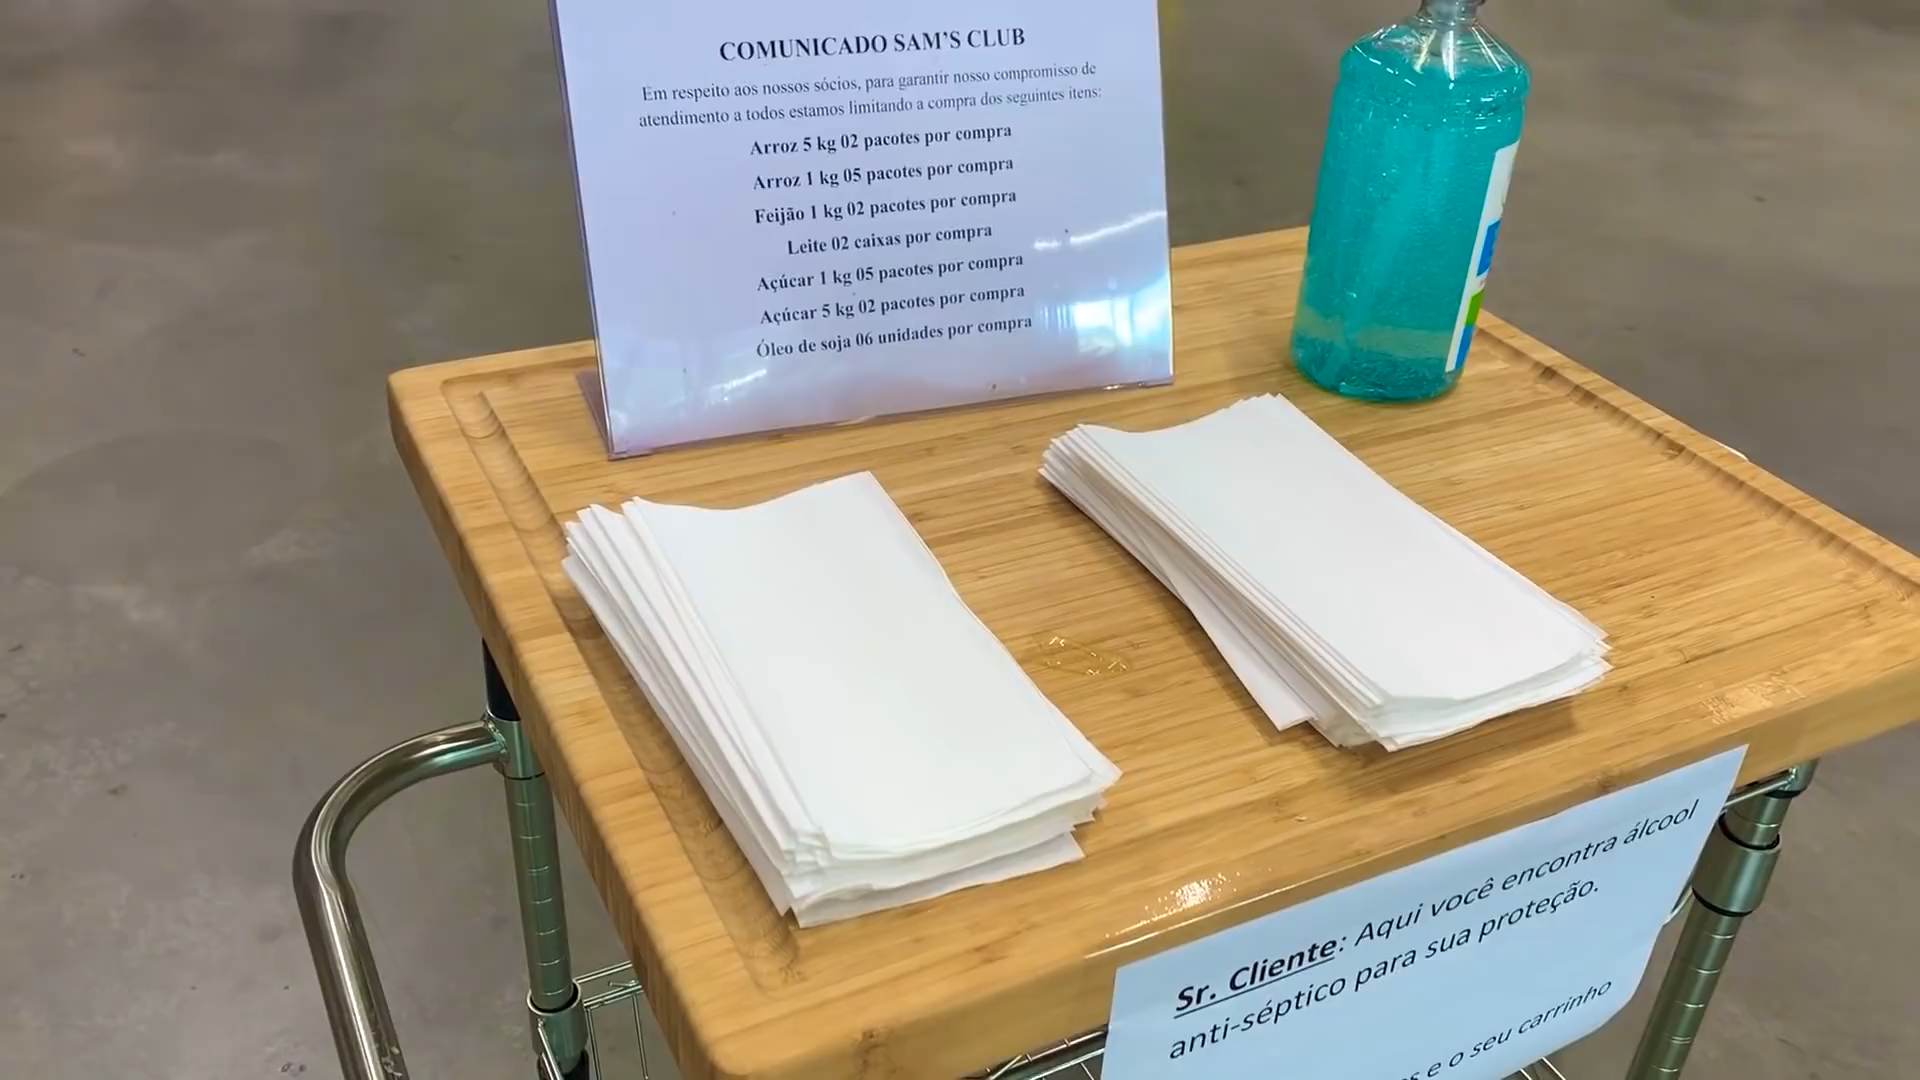 COMUNICADO SAM'S CLUB
Em respeito aos nossos sócios, para garantir nosso compromisso de
atendimento a todos estamos limitando a compra dos seguintes itens:
Arroz 5 kg 02 pacotes por compra
Arroz 1 kg 05 pacotes por compra
Feijão 1 kg 02 pacotes por compra
Leite 02 caixas por compra
Açúcar 1 kg 05 pacotes por compra
Açúcar 5 kg 02 pacotes por compra
Óleo de soja 06 unidades por compra
Sr. Cliente: Aqui você encontra álcool
anti-séptico para sua proteção.
e o seu carrinho